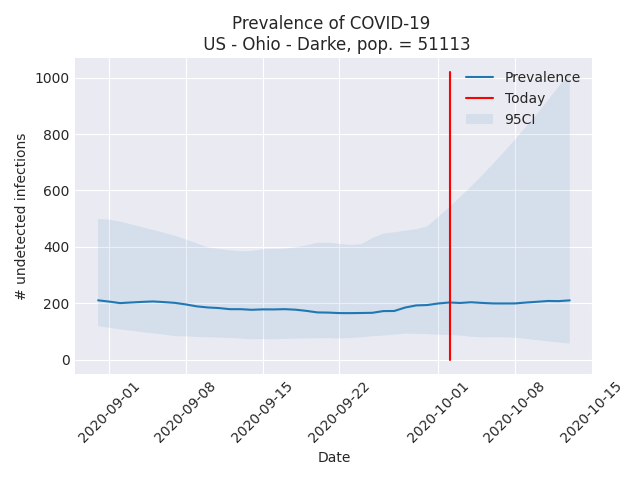 Prevalence of COVID-19
US - Ohio - Darke, pop. = 51113
Prevalence
Today
95CI
1000
800
600
400
200
0
# undetected infections
2020-09-01
2020-09-08
2020-09-15
2020-09-22
2020-10-01
2020-10-08
2020-10-15
Date